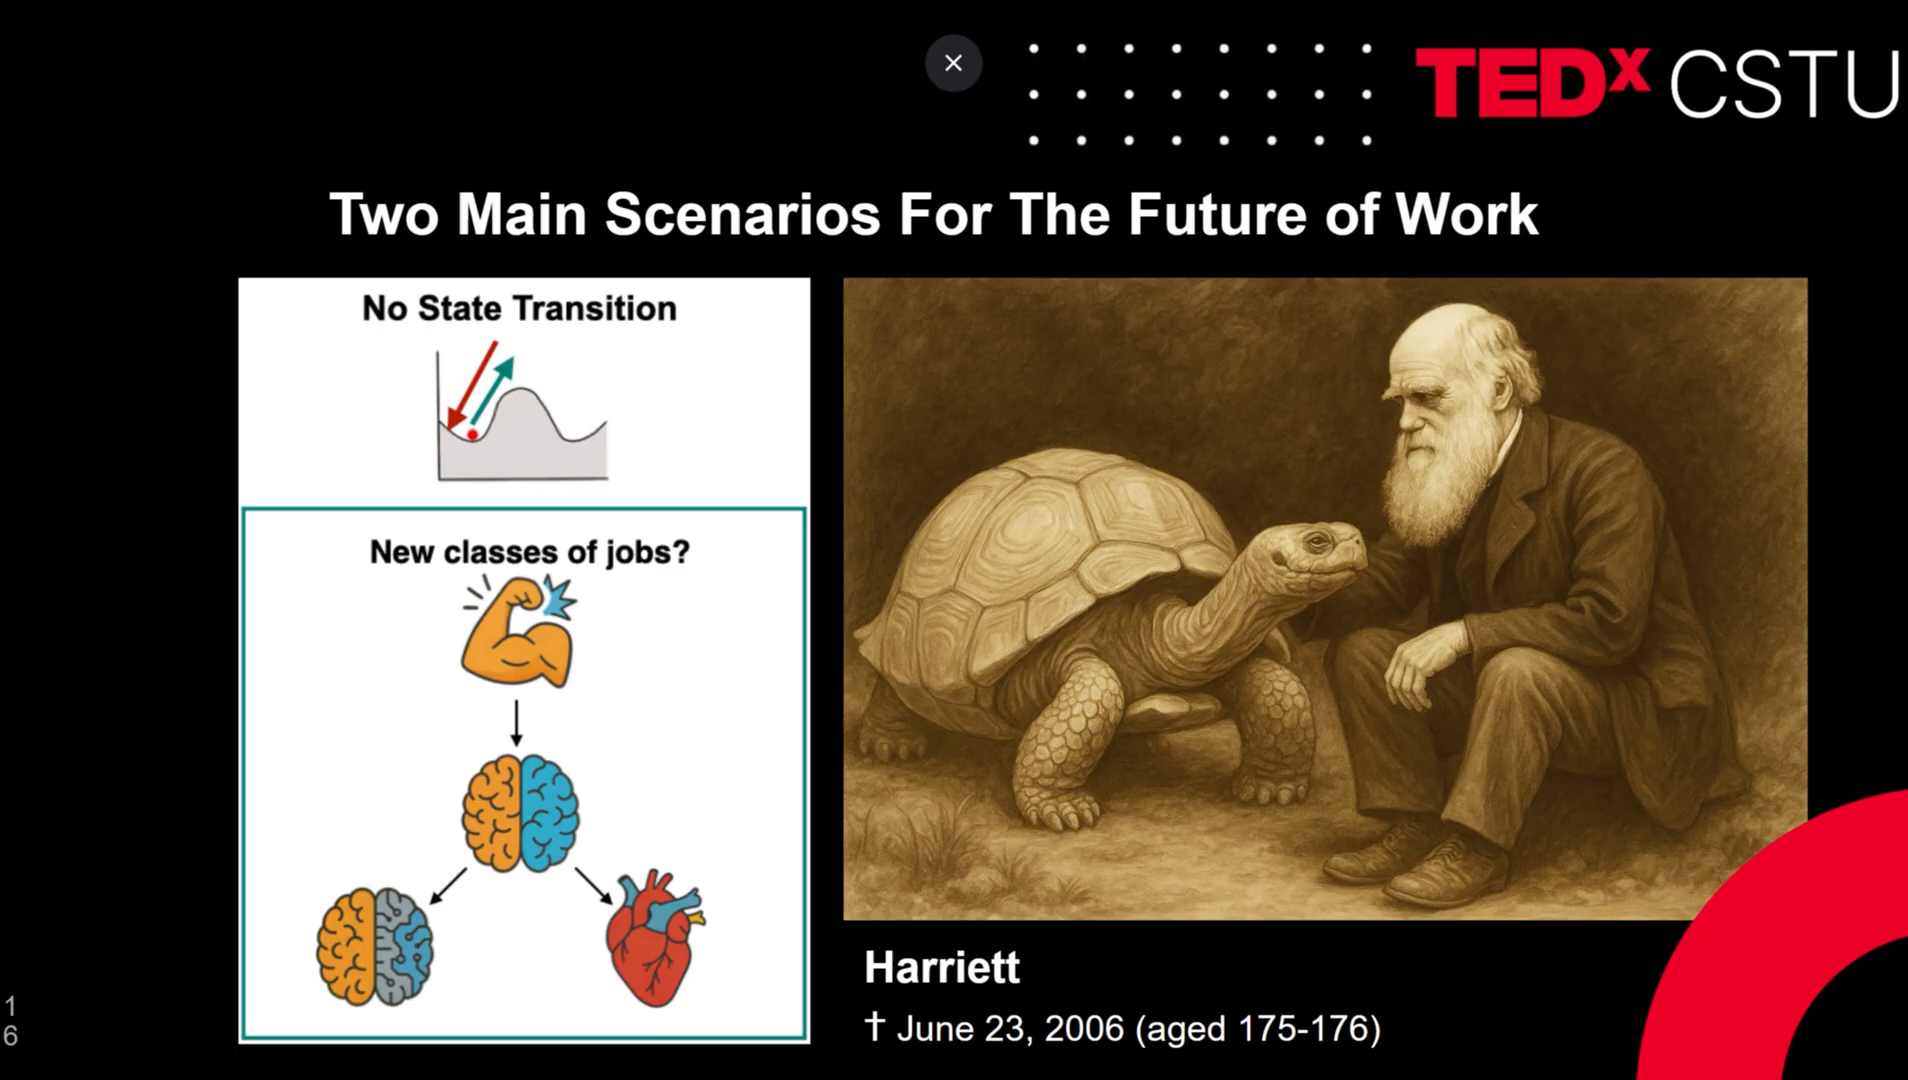 TEDx CSTU
Two Main Scenarios For The Future of Work
No State Transition
New classes of jobs?
Harriett
† June 23, 2006 (aged 175-176)
1
6